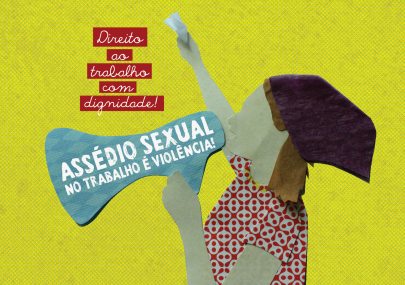 Direito
ao
trabalho
com
dignidade!
ASSÉDIO SEXUAL
NO TRABALHO É VIOLÊNCIA!